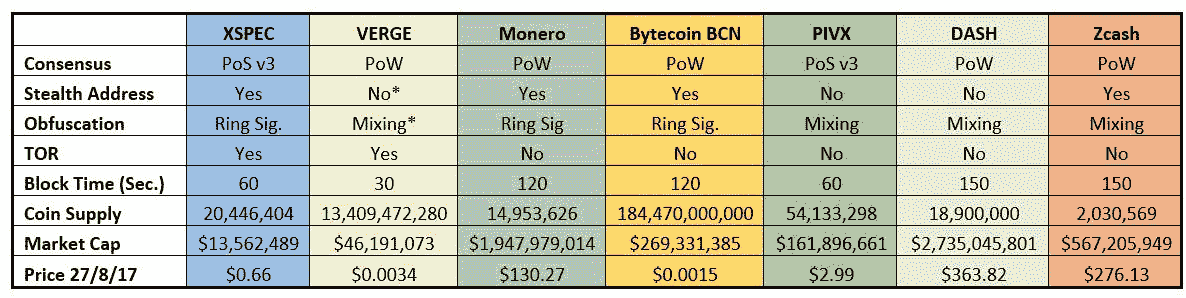 XSPEC VERGE Monero Bytecoin BCN PIVX DASH Zcash
Consensus PoS v3 PoW PoW PoW PoS v3 PoW PoW
Stealth Address Yes No* Yes Yes No No Yes
Obfuscation Ring Sig. Mixing* Ring Sig Ring Sig. Mixing Mixing Mixing
TOR Yes Yes No No No No No
Block Time (Sec.) 60 30 120 120 60 150 150
Coin Supply 20,446,404 13,409,472,280 14,953,626 184,470,000,000 54,133,298 18,900,000 2,030,569
Market Cap $13,562,489 $46,191,073 $1,947,979,014 $269,331,385 $161,896,661 $2,735,045,801 $567,205,949
Price 27/8/17 $0.66 $0.0034 $130.27 $0.0015 $2.99 $363.82 $276.13